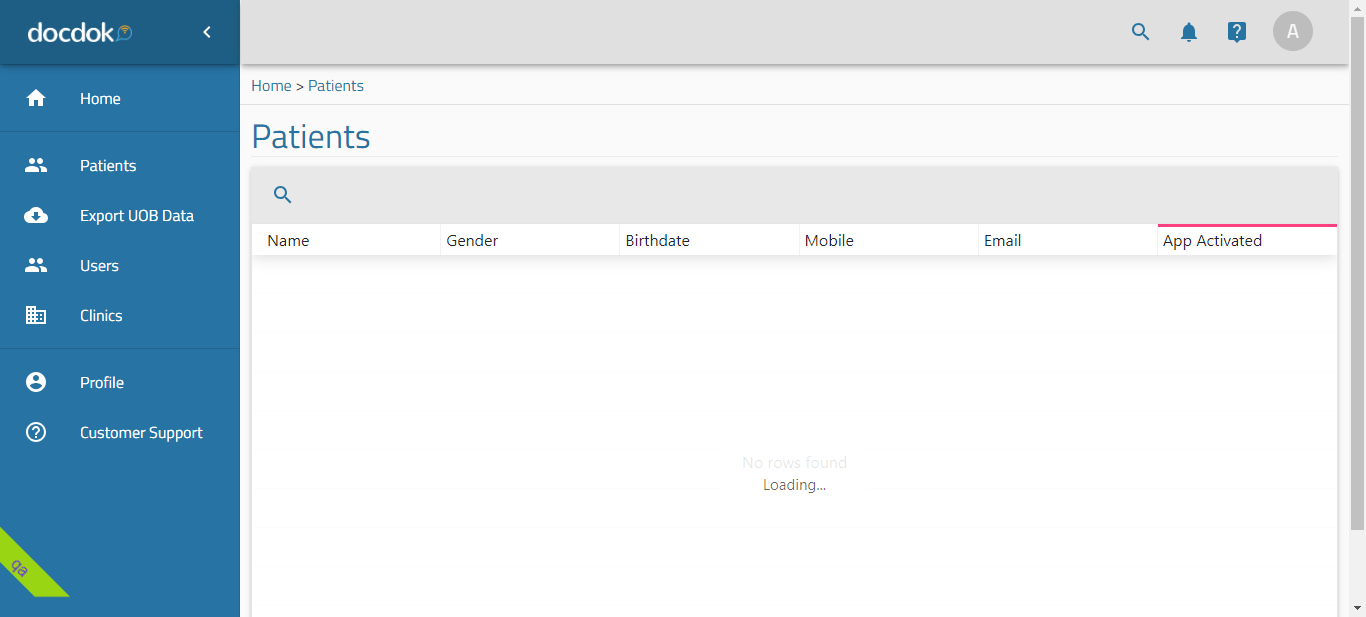 docdok
A
Home
Patients
Export UOB Data
Users
Clinics
Profile
Customer Support
qa
Home > Patients
Patients
Name Gender Birthdate Mobile Email App Activated
No rows found
Loading...